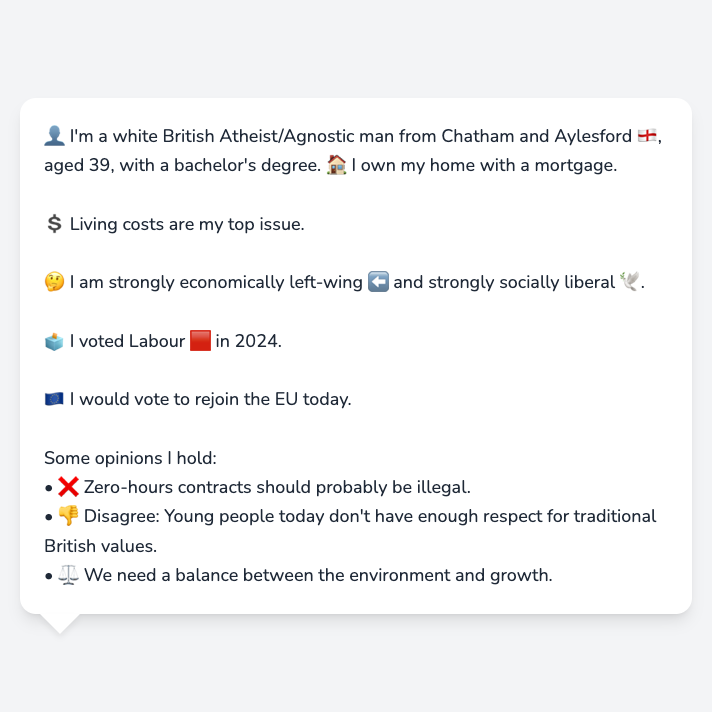 👤 I'm a white British Atheist/Agnostic man from Chatham and Aylesford 🏴󠁧󠁢󠁥󠁮󠁧󠁿,
aged 39, with a bachelor's degree. 🏠 I own my home with a mortgage.
💲 Living costs are my top issue.
🤔 I am strongly economically left-wing ⬅️ and strongly socially liberal 🕊️.
🗳️ I voted Labour 🟥 in 2024.
🇪🇺 I would vote to rejoin the EU today.
Some opinions I hold:
• ❌ Zero-hours contracts should probably be illegal.
• 👎 Disagree: Young people today don't have enough respect for traditional
British values.
• ⚖️ We need a balance between the environment and growth.